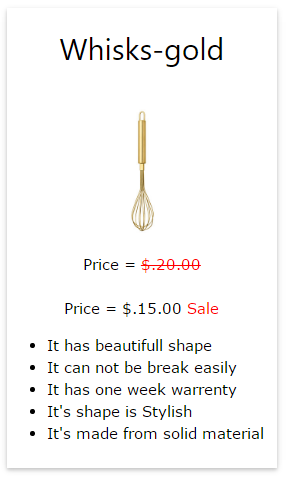 Whisks-gold
Price = $.20.00
Price = $.15.00 Sale
It has beautifull shape
It can not be break easily
It has one week warrenty
It's shape is Stylish
It's made from solid material